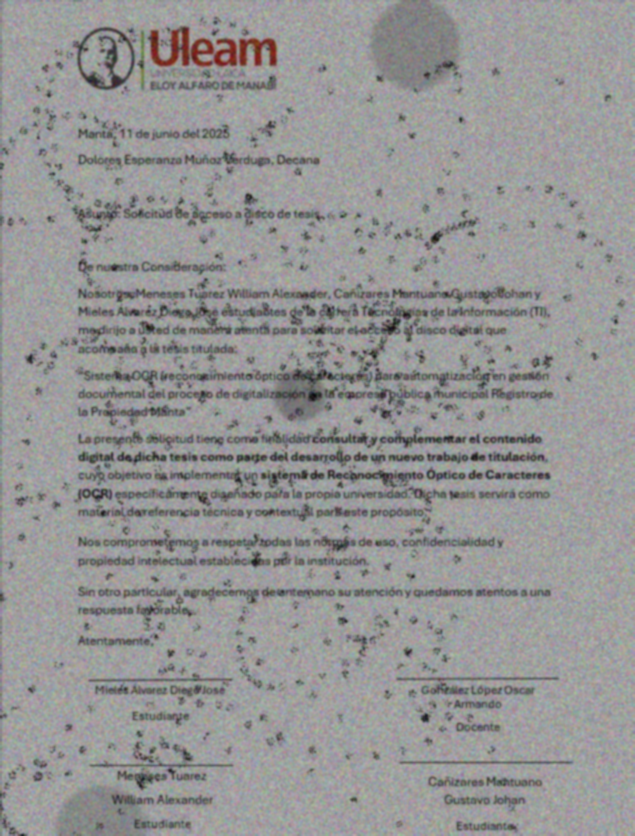 Uleam
UNIVERSIDAD LAICA
ELOY ALFARO DE MANABÍ
Manta, 11 de junio del 2025
Dolores Esperanza Muñoz Verduga, Decana
Asunto: Solicitud de acceso a disco de tesis
De nuestra Consideración:
Nosotros, Meneses Tuarez William Alexander, Cañizares Mantuano Gustavo Johan y
Mieles Álvarez Diego José estudiantes de la carrera Tecnologías de la Información (TI),
me dirijo a usted de manera atenta para solicitar el acceso al disco digital que
acompaña a la tesis titulada:
"Sistema OCR (reconocimiento óptico de caracteres) para automatización en gestión
documental del proceso de digitalización de la empresa pública municipal Registro de
la Propiedad Manta"
La presente solicitud tiene como finalidad consultar y complementar el contenido
digital de dicha tesis como parte del desarrollo de un nuevo trabajo de titulación,
cuyo objetivo es implementar un sistema de Reconocimiento Óptico de Caracteres
(OCR) específicamente diseñado para la propia universidad. Dicha tesis servirá como
material de referencia técnica y contextual para este propósito.
Nos comprometemos a respetar todas las normas de uso, confidencialidad y
propiedad intelectual establecidas por la institución.
Sin otro particular, agradecemos de antemano su atención y quedamos atentos a una
respuesta favorable.
Atentamente,
Mieles Álvarez Diego José
Estudiante
González López Oscar
Armando
Docente
Meneses Tuarez
William Alexander
Estudiante
Cañizares Mantuano
Gustavo Johan
Estudiante